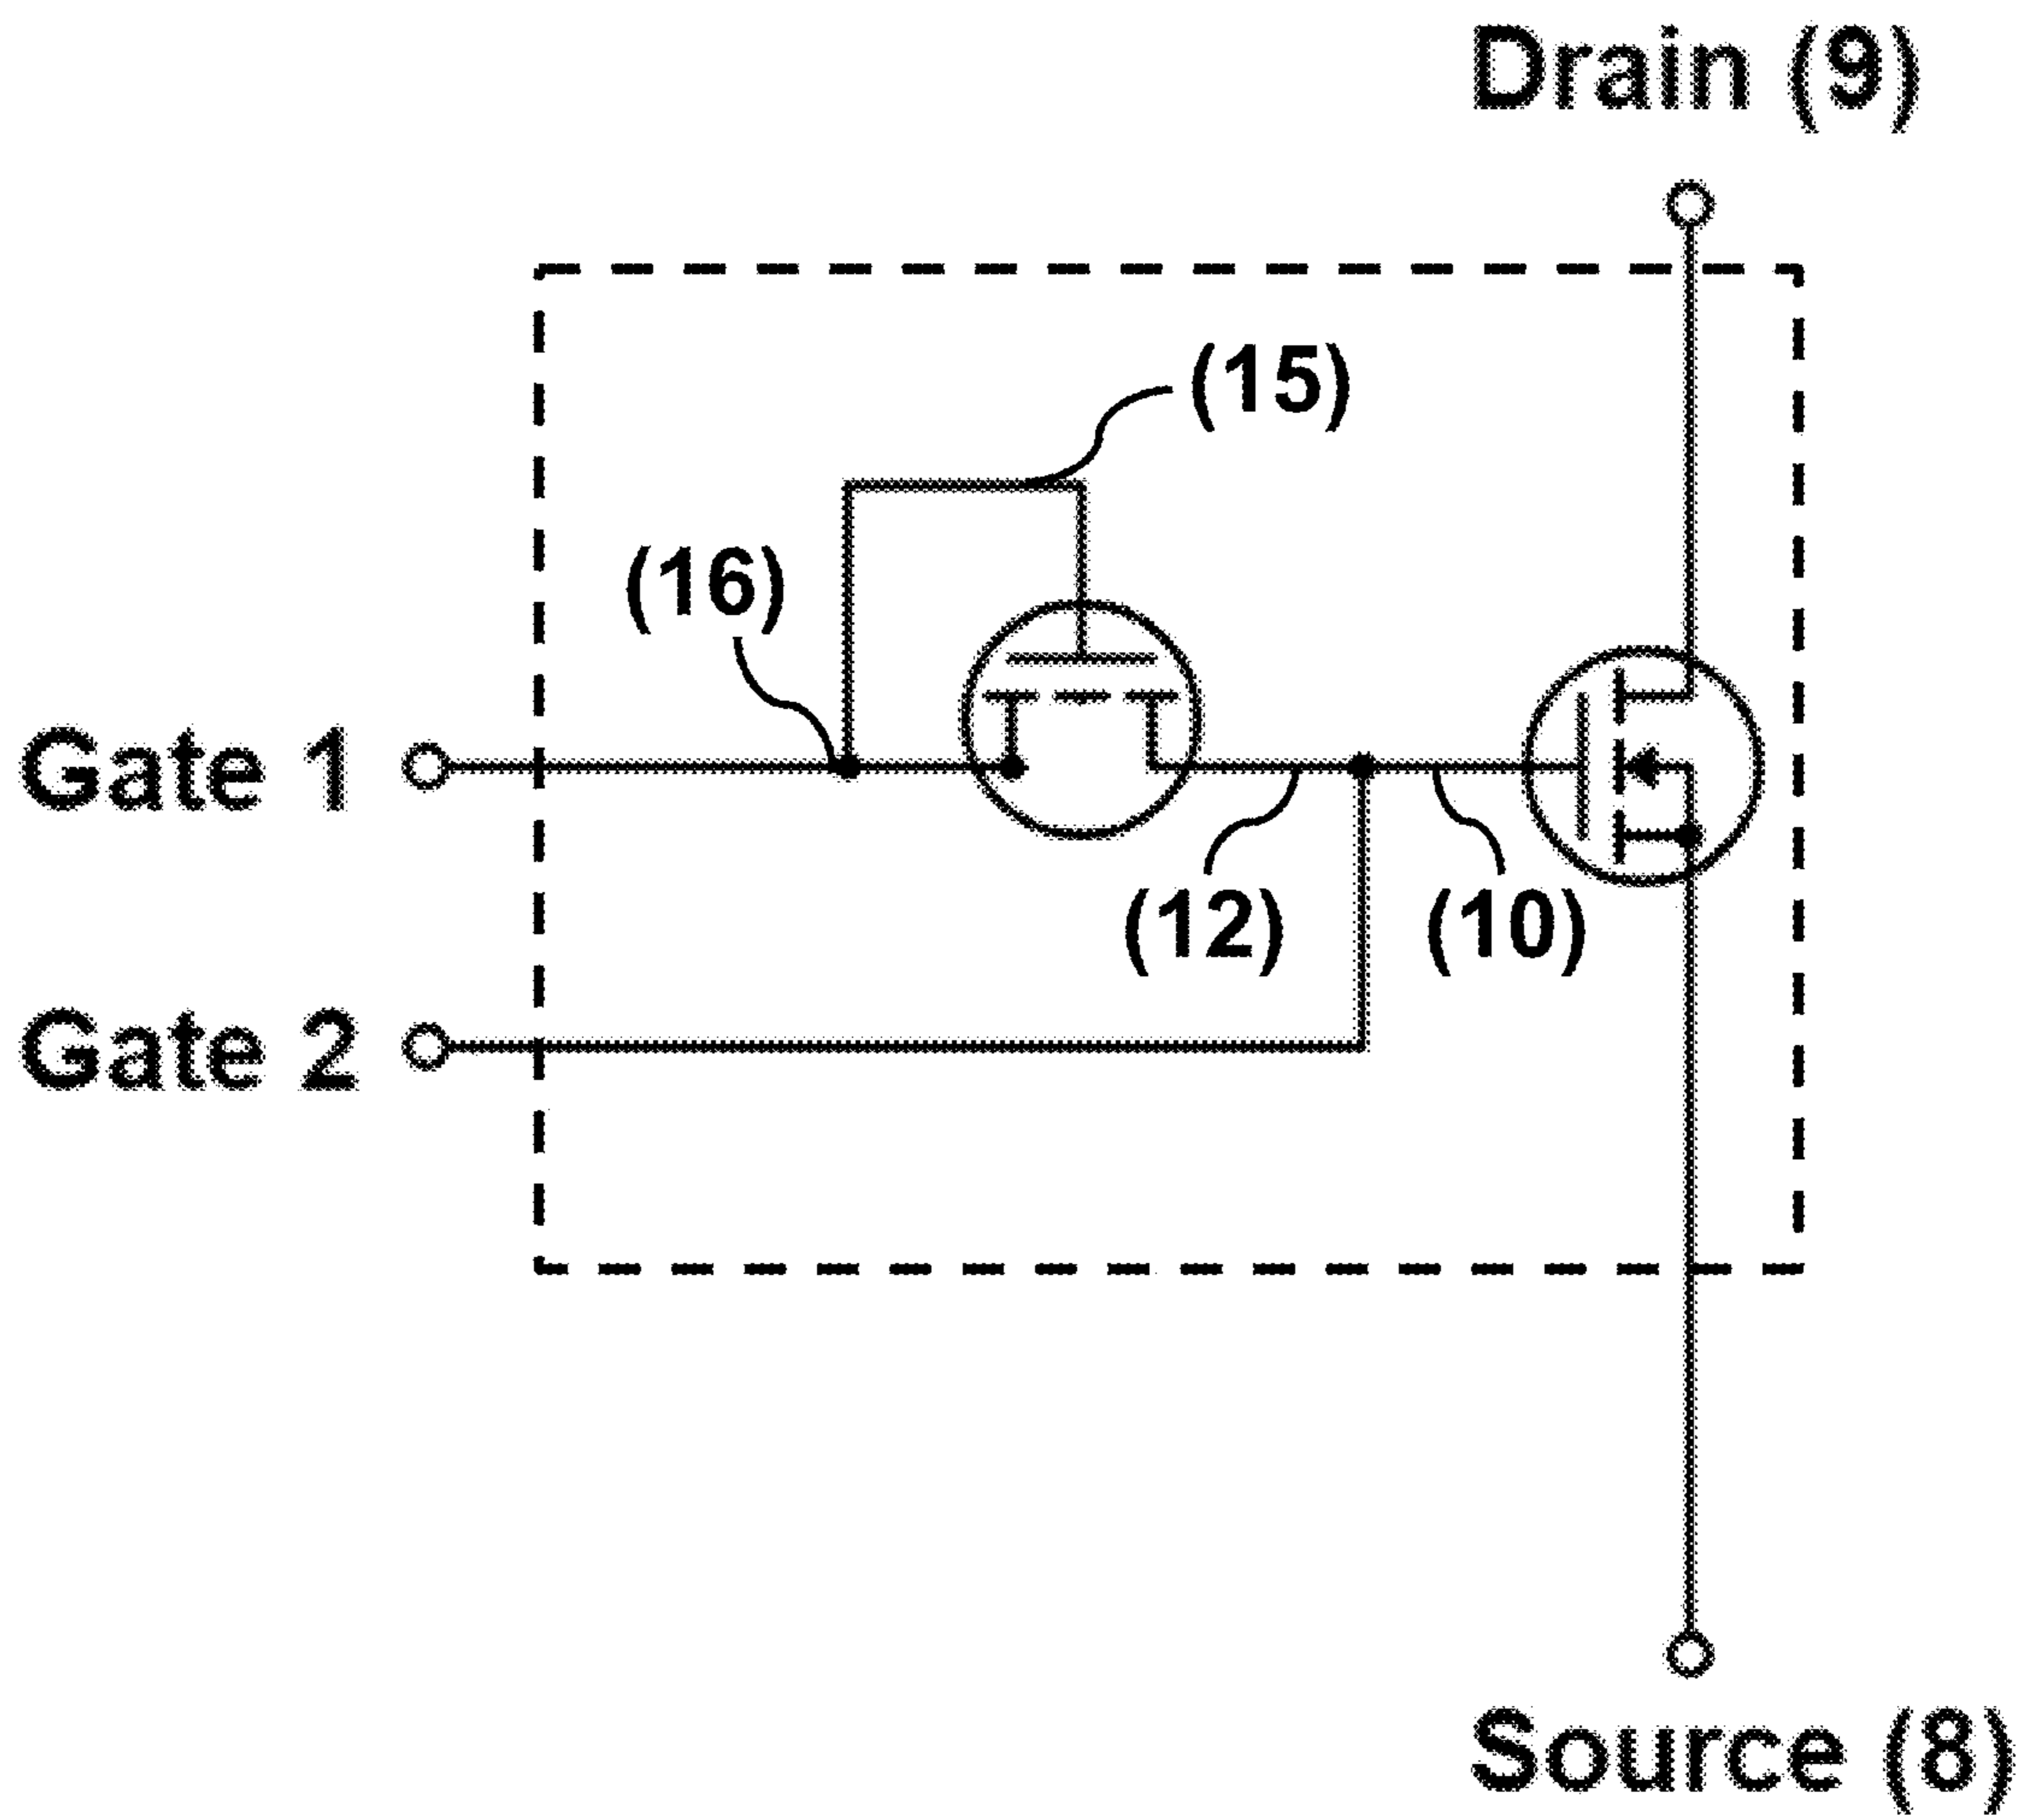 Drain (9)
(15)
(16)
Gate 1
(12)
(10)
Gate 2
Source (8)